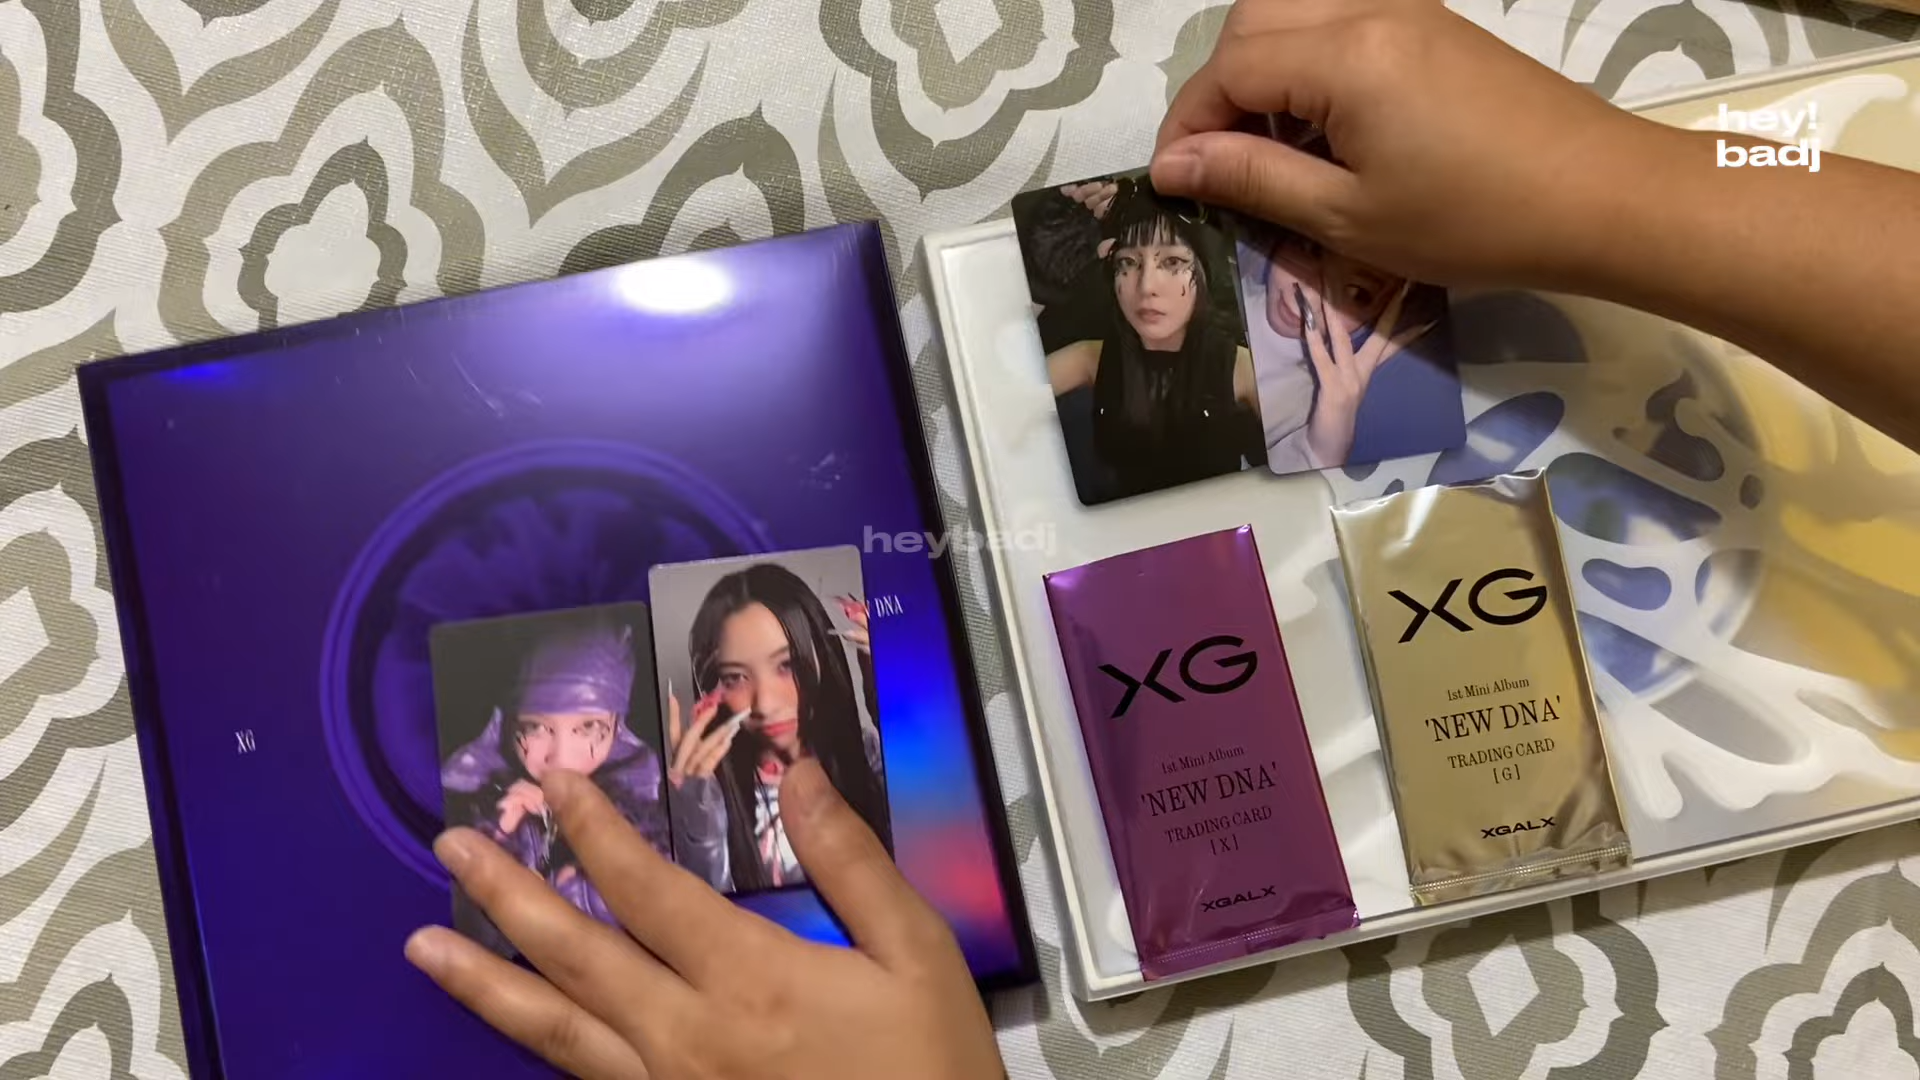 hey!
badj
heybadj
XG
W DNA
XG
1st Mini Album
'NEW DNA'
TRADING CARD
[ X ]
XGALX
XG
1st Mini Album
'NEW DNA'
TRADING CARD
[ G ]
XGALX